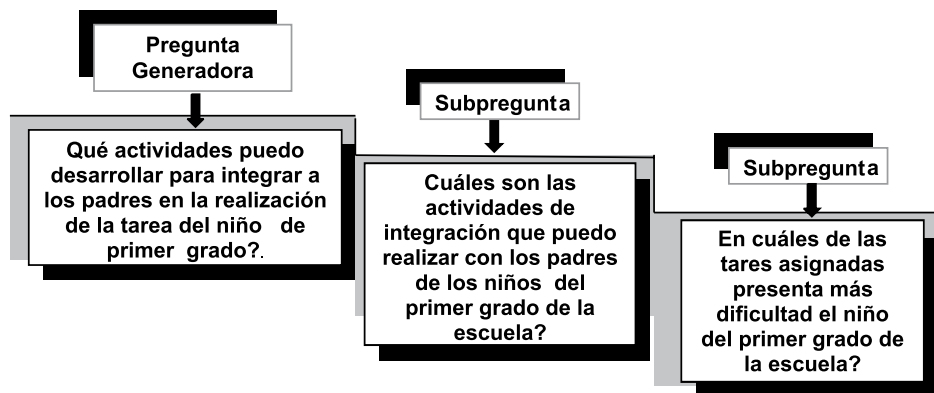 Pregunta
Generadora
Qué actividades puedo
desarrollar para integrar a
los padres en la realización
de la tarea del niño de
primer grado?.
Subpregunta
Cuáles son las
actividades de
integración que puedo
realizar con los padres
de los niños del
primer grado de la
escuela?
Subpregunta
En cuáles de las
tares asignadas
presenta más
dificultad el niño
del primer grado de
la escuela?